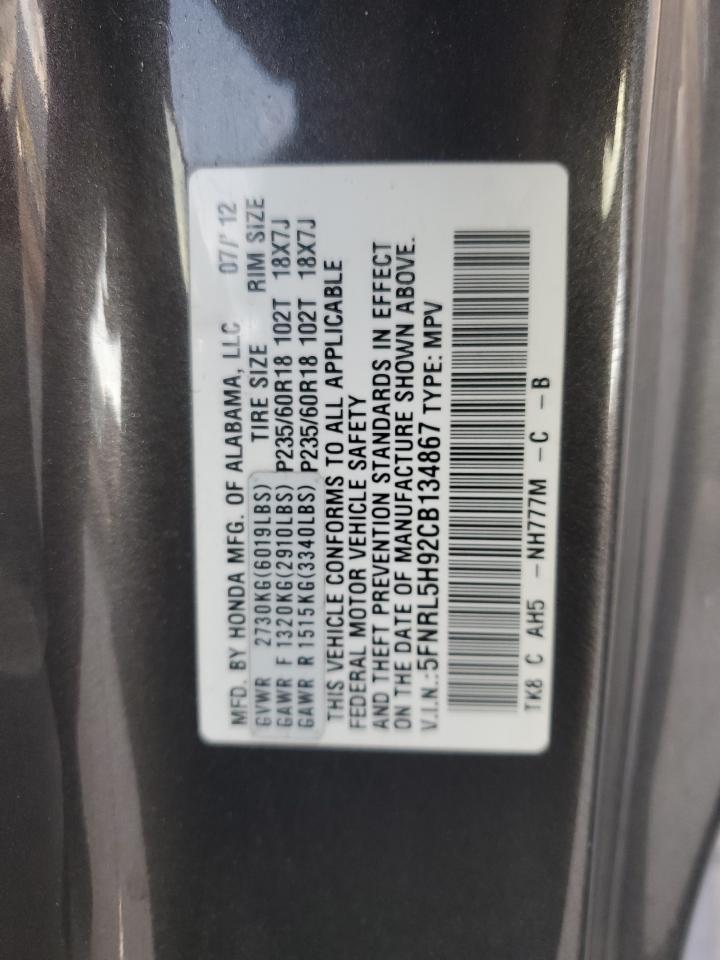 MFD. BY HONDA MFG. OF ALABAMA, LLC 07/' 12
GVWR 2730KG(6019LBS) TIRE SIZE RIM SIZE
GAWR F 1320KG(2910LBS) P235/60R18 102T 18X7J
GAWR R 1515KG(3340LBS) P235/60R18 102T 18X7J
THIS VEHICLE CONFORMS TO ALL APPLICABLE
FEDERAL MOTOR VEHICLE SAFETY
AND THEFT PREVENTION STANDARDS IN EFFECT
ON THE DATE OF MANUFACTURE SHOWN ABOVE.
V.I.N.:5FNRL5H92CB134867 TYPE: MPV
TK8 C AH5 -NH777M -C -B